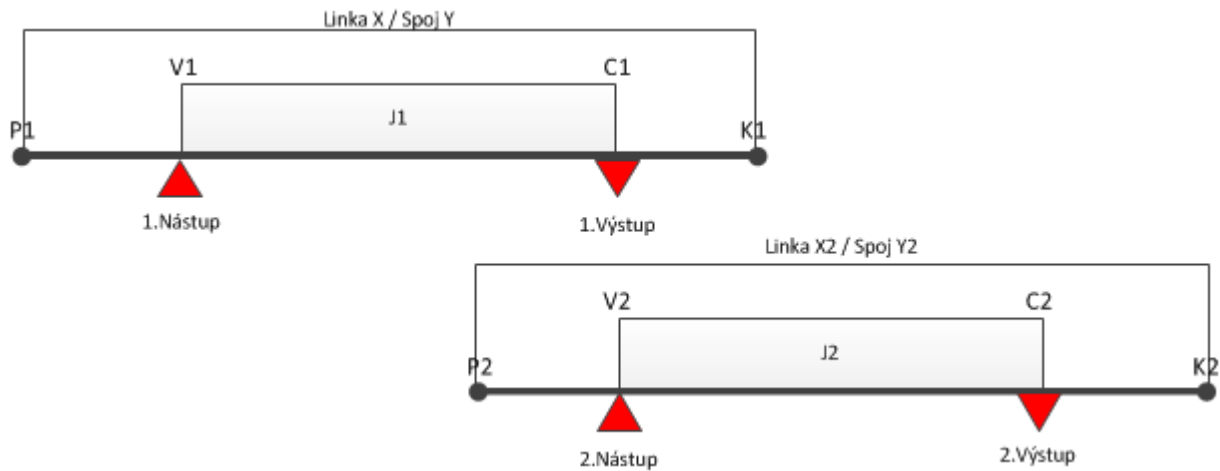 Linka X / Spoj Y
V1 C1
J1
P1 K1
1.Nástup 1.Výstup
Linka X2 / Spoj Y2
V2 C2
J2
P2 K2
2.Nástup 2.Výstup